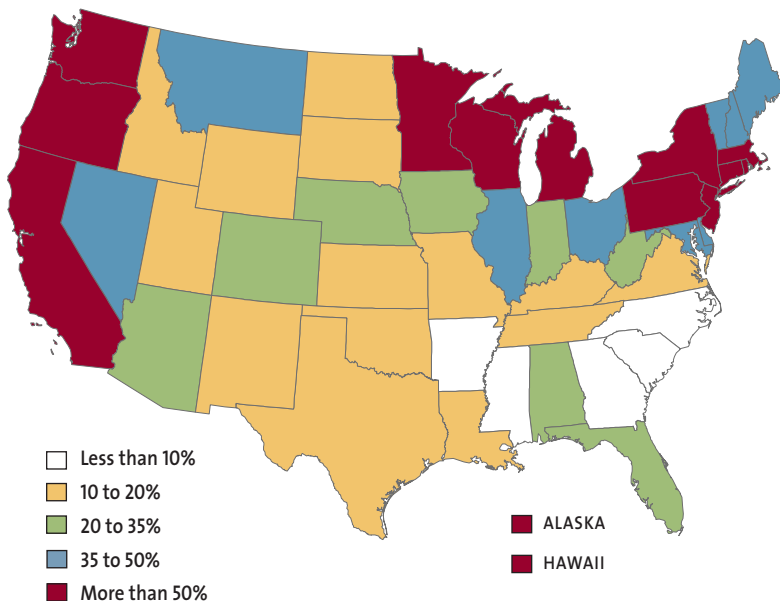 Less than 10%
10 to 20%
20 to 35%
35 to 50%
More than 50%
ALASKA
HAWAII